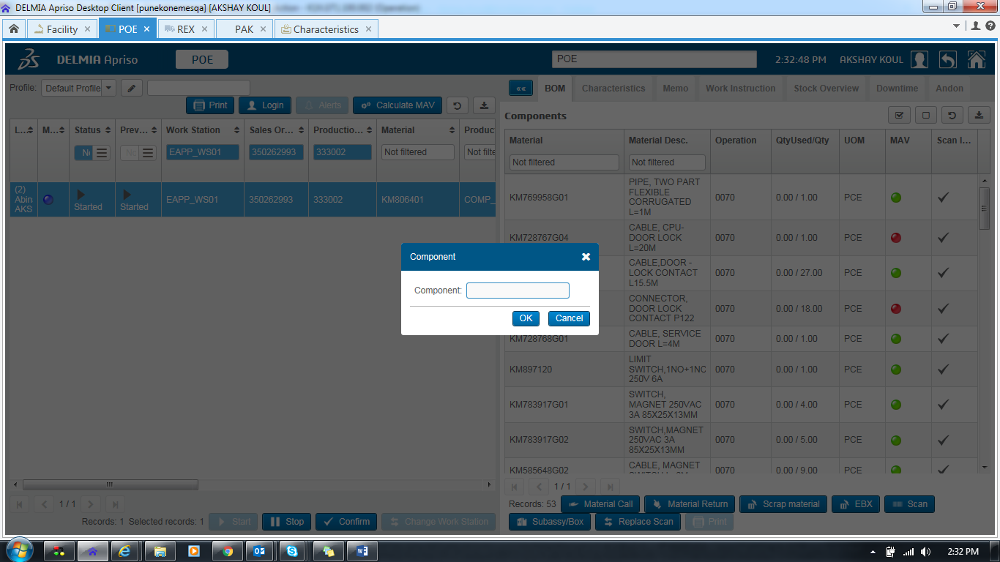 DELMIA Apriso Desktop Client [punekonemesqa] [AKSHAY KOUL]
Facility POE REX PAK Characteristics
DELMIA Apriso POE POE 2:32:48 PM AKSHAY KOUL
Profile: Default Profile
Print Login Alerts Calculate MAV
L... M... Status Prev... Work Station Sales Or... Productio... Material Produc
EAPP_WS01 350262993 333002 Not filtered Not filte
(2)
Abin
AKS
Started Started EAPP_WS01 350262993 333002 KM806401 COMP_
1 / 1
Records: 1 Selected records: 1 Start Stop Confirm Change Work Station
«« BOM Characteristics Memo Work Instruction Stock Overview Downtime Andon
Components
Material Material Desc. Operation QtyUsed/Qty UOM MAV Scan I...
Not filtered Not filtered
KM769958G01 PIPE, TWO PART
FLEXIBLE
CORRUGATED
L=1M 0070 0.00 / 1.00 PCE
KM728767G04 CABLE, CPU-
DOOR LOCK
L=20M 0070 0.00 / 1.00 PCE
CABLE,DOOR -
LOCK CONTACT
L15.5M 0070 0.00 / 27.00 PCE
CONNECTOR,
DOOR LOCK
CONTACT P122 0070 0.00 / 18.00 PCE
KM728768G01 CABLE, SERVICE
DOOR L=4M 0070 0.00 / 1.00 PCE
KM897120 LIMIT
SWITCH,1NO+1NC
250V 6A 0070 0.00 / 1.00 PCE
KM783917G01 SWITCH,
MAGNET 250VAC
3A 85X25X13MM 0070 0.00 / 4.00 PCE
KM783917G02 SWITCH,MAGNET
250VAC 3A
85X25X13MM 0070 0.00 / 5.00 PCE
KM585648G02 CABLE, MAGNET 0070 0.00 / 9.00 PCE
1 / 1
Records: 53 Material Call Material Return Scrap material EBX Scan
Subassy/Box Replace Scan Print
Component
Component:
OK Cancel
2:32 PM